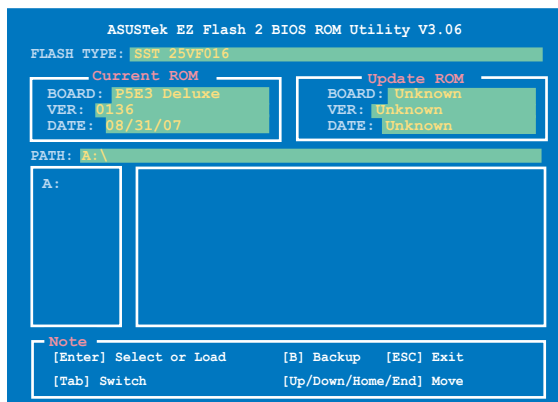 ASUSTek EZ Flash 2 BIOS ROM Utility V3.06
FLASH TYPE: SST 25VF016
Current ROM
BOARD: P5E3 Deluxe
VER: 0136
DATE: 08/31/07
Update ROM
BOARD: Unknown
VER: Unknown
DATE: Unknown
PATH: A:\
A:
Note
[Enter] Select or Load [B] Backup [ESC] Exit
[Tab] Switch [Up/Down/Home/End] Move